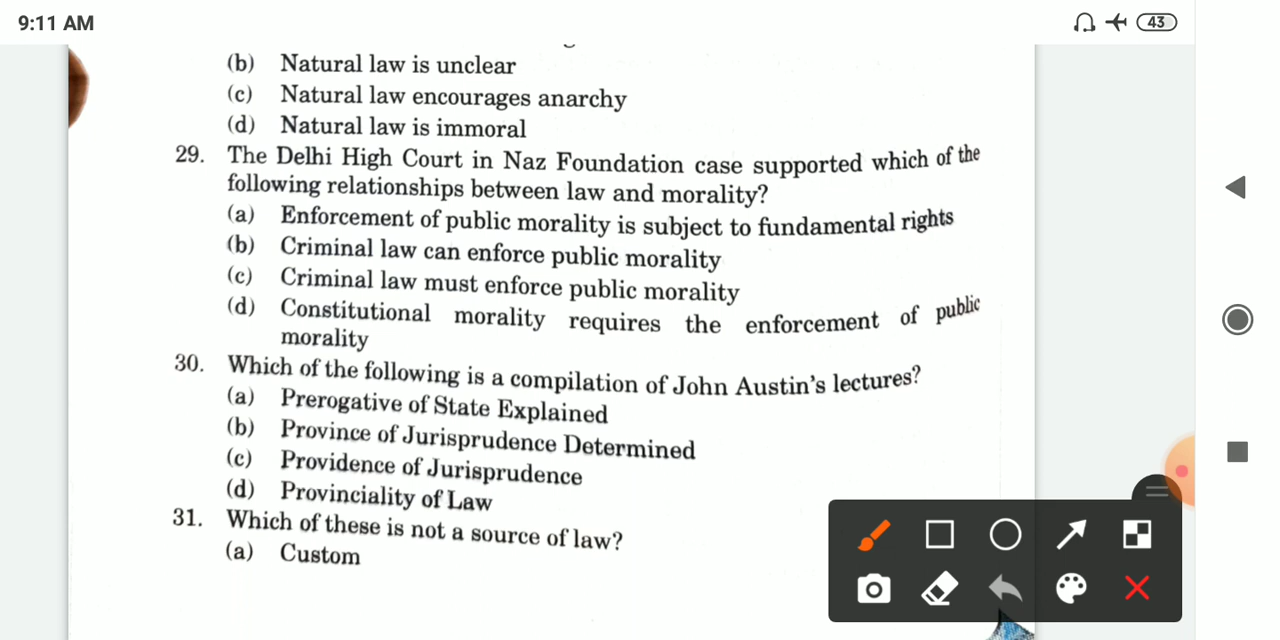 9:11 AM
43
(b) Natural law is unclear
(c) Natural law encourages anarchy
(d) Natural law is immoral
29. The Delhi High Court in Naz Foundation case supported which of the
following relationships between law and morality?
(a) Enforcement of public morality is subject to fundamental rights
(b) Criminal law can enforce public morality
(c) Criminal law must enforce public morality
(d) Constitutional morality requires the enforcement of public
morality
30. Which of the following is a compilation of John Austin's lectures?
(a) Prerogative of State Explained
(b) Province of Jurisprudence Determined
(c) Providence of Jurisprudence
(d) Provinciality of Law
31. Which of these is not a source of law?
(a) Custom